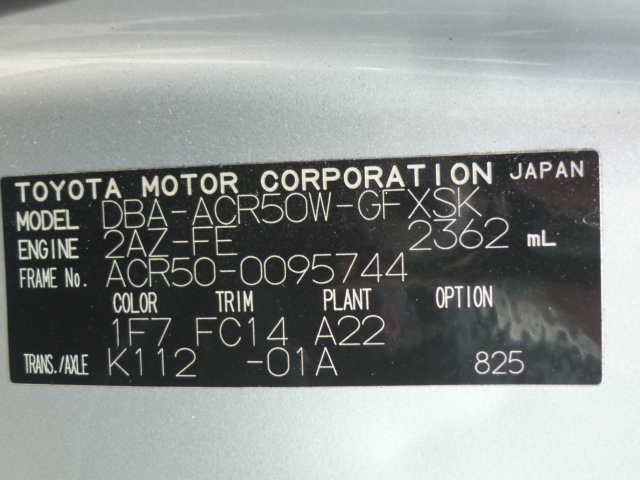 TOYOTA MOTOR CORPORATION JAPAN
MODEL DBA-ACR50W-GFXSK
ENGINE 2AZ-FE 2362 mL
FRAME No. ACR50-0095744
COLOR TRIM PLANT OPTION
1F7 FC14 A22
TRANS./AXLE K112 -01A 825